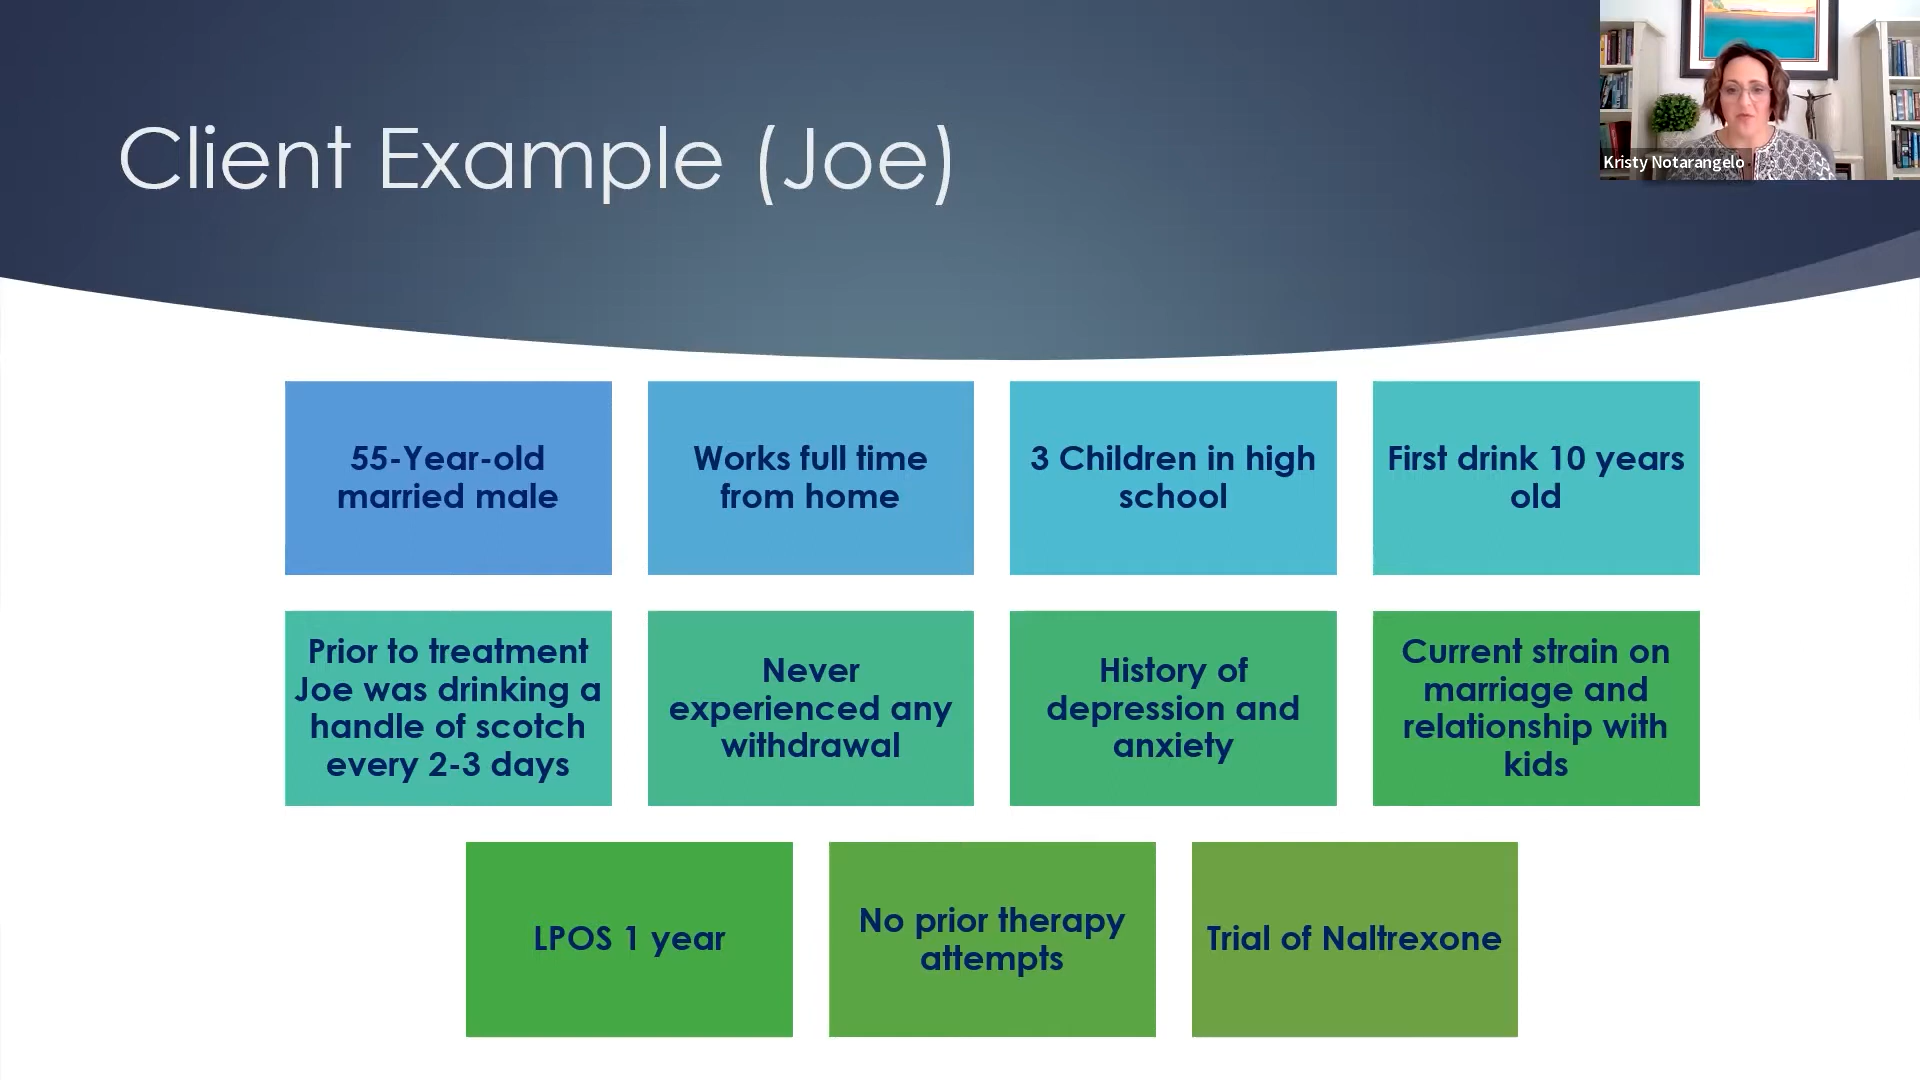 Client Example (Joe)
Kristy Notarangelo
55-Year-old
married male
Works full time
from home
3 Children in high
school
First drink 10 years
old
Prior to treatment
Joe was drinking a
handle of scotch
every 2-3 days
Never
experienced any
withdrawal
History of
depression and
anxiety
Current strain on
marriage and
relationship with
kids
LPOS 1 year
No prior therapy
attempts
Trial of Naltrexone